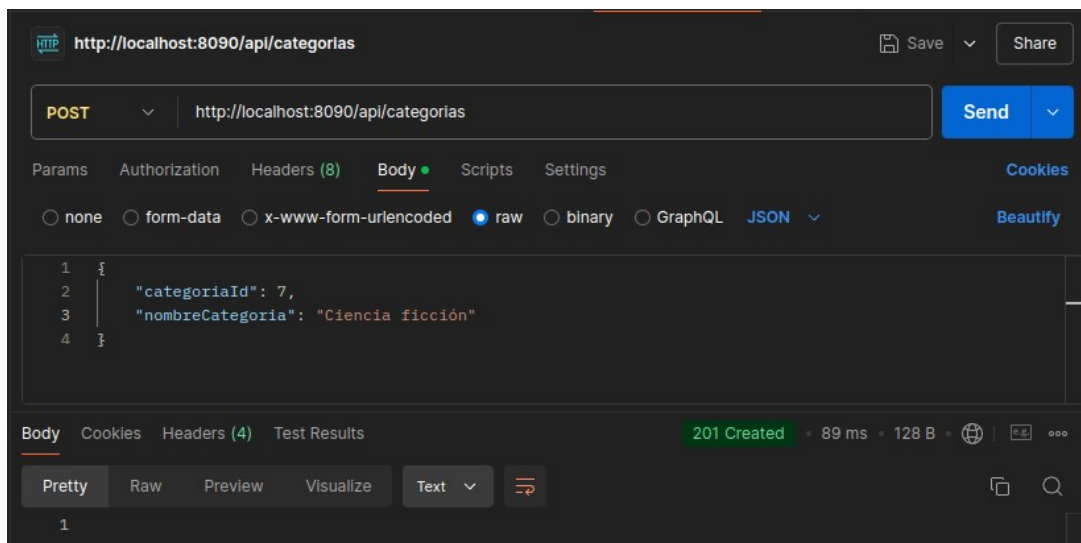 HTTP http://localhost:8090/api/categorias Save Share
POST http://localhost:8090/api/categorias Send
Params Authorization Headers (8) Body Scripts Settings Cookies
none form-data x-www-form-urlencoded raw binary GraphQL JSON Beautify
1 {
2 "categoriaId": 7,
3 "nombreCategoria": "Ciencia ficción"
4 }
Body Cookies Headers (4) Test Results 201 Created 89 ms 128 B e.g.
Pretty Raw Preview Visualize Text
1